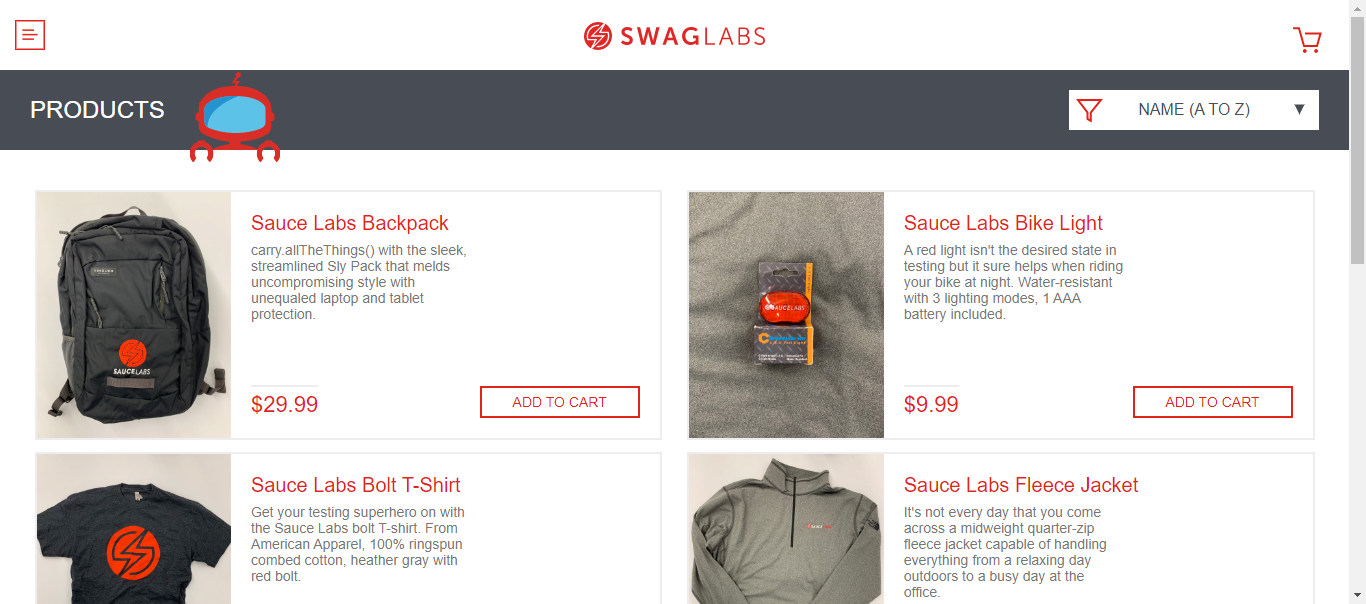 SWAGLABS
PRODUCTS
NAME (A TO Z)
Sauce Labs Backpack
carry.allTheThings() with the sleek,
streamlined Sly Pack that melds
uncompromising style with
unequaled laptop and tablet
protection.
$29.99
ADD TO CART
SAUCELABS
Sauce Labs Bike Light
A red light isn't the desired state in
testing but it sure helps when riding
your bike at night. Water-resistant
with 3 lighting modes, 1 AAA
battery included.
$9.99
ADD TO CART
SAUCELABS
Sauce Labs Bolt T-Shirt
Get your testing superhero on with
the Sauce Labs bolt T-shirt. From
American Apparel, 100% ringspun
combed cotton, heather gray with
red bolt.
Sauce Labs Fleece Jacket
It's not every day that you come
across a midweight quarter-zip
fleece jacket capable of handling
everything from a relaxing day
outdoors to a busy day at the
office.